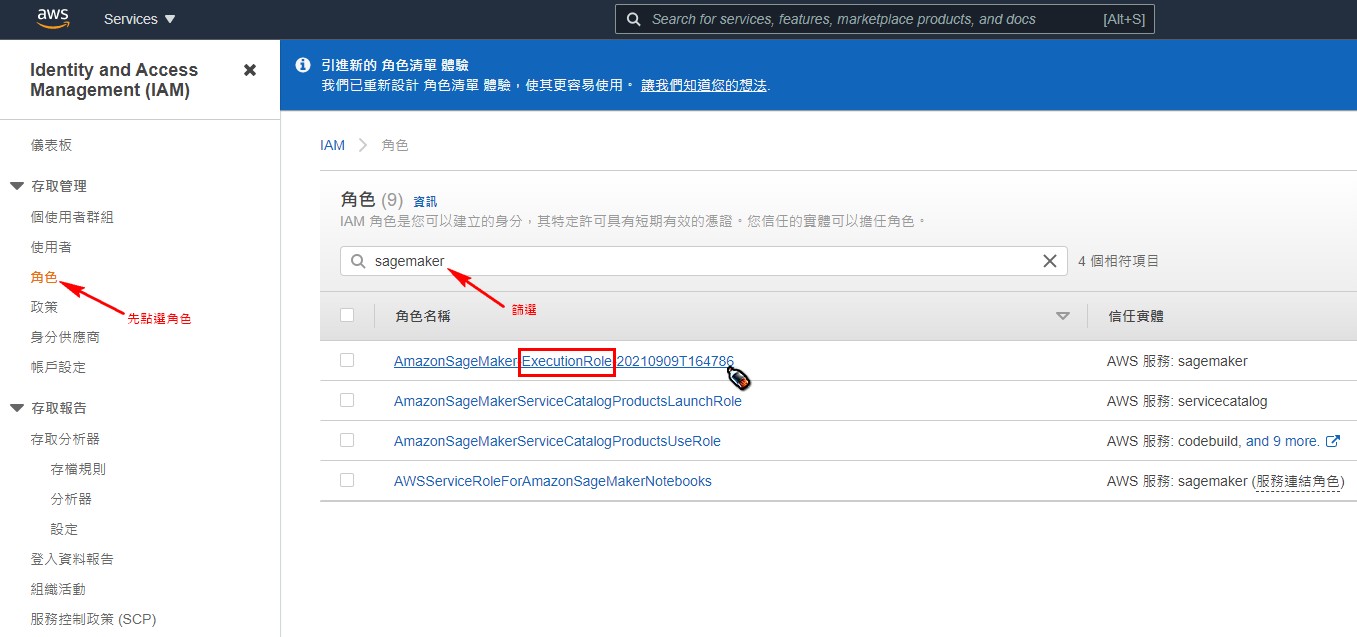 aws
Services
Search for services, features, marketplace products, and docs
[Alt+S]
Identity and Access
Management (IAM)
儀表板
存取管理
個使用者群組
使用者
角色
先點選角色
政策
身分供應商
帳戶設定
存取報告
存取分析器
存檔規則
分析器
設定
登入資料報告
組織活動
服務控制政策 (SCP)
引進新的 角色清單 體驗
我們已重新設計 角色清單 體驗，使其更容易使用。 讓我們知道您的想法.
IAM
角色
角色 (9) 資訊
IAM 角色是您可以建立的身分，其特定許可具有短期有效的憑證。您信任的實體可以擔任角色。
sagemaker
4 個相符項目
篩選
角色名稱
信任實體
AmazonSageMaker-ExecutionRole-20210909T164786
AWS 服務: sagemaker
AmazonSageMakerServiceCatalogProductsLaunchRole
AWS 服務: servicecatalog
AmazonSageMakerServiceCatalogProductsUseRole
AWS 服務: codebuild, and 9 more.
AWSServiceRoleForAmazonSageMakerNotebooks
AWS 服務: sagemaker (服務連結角色)